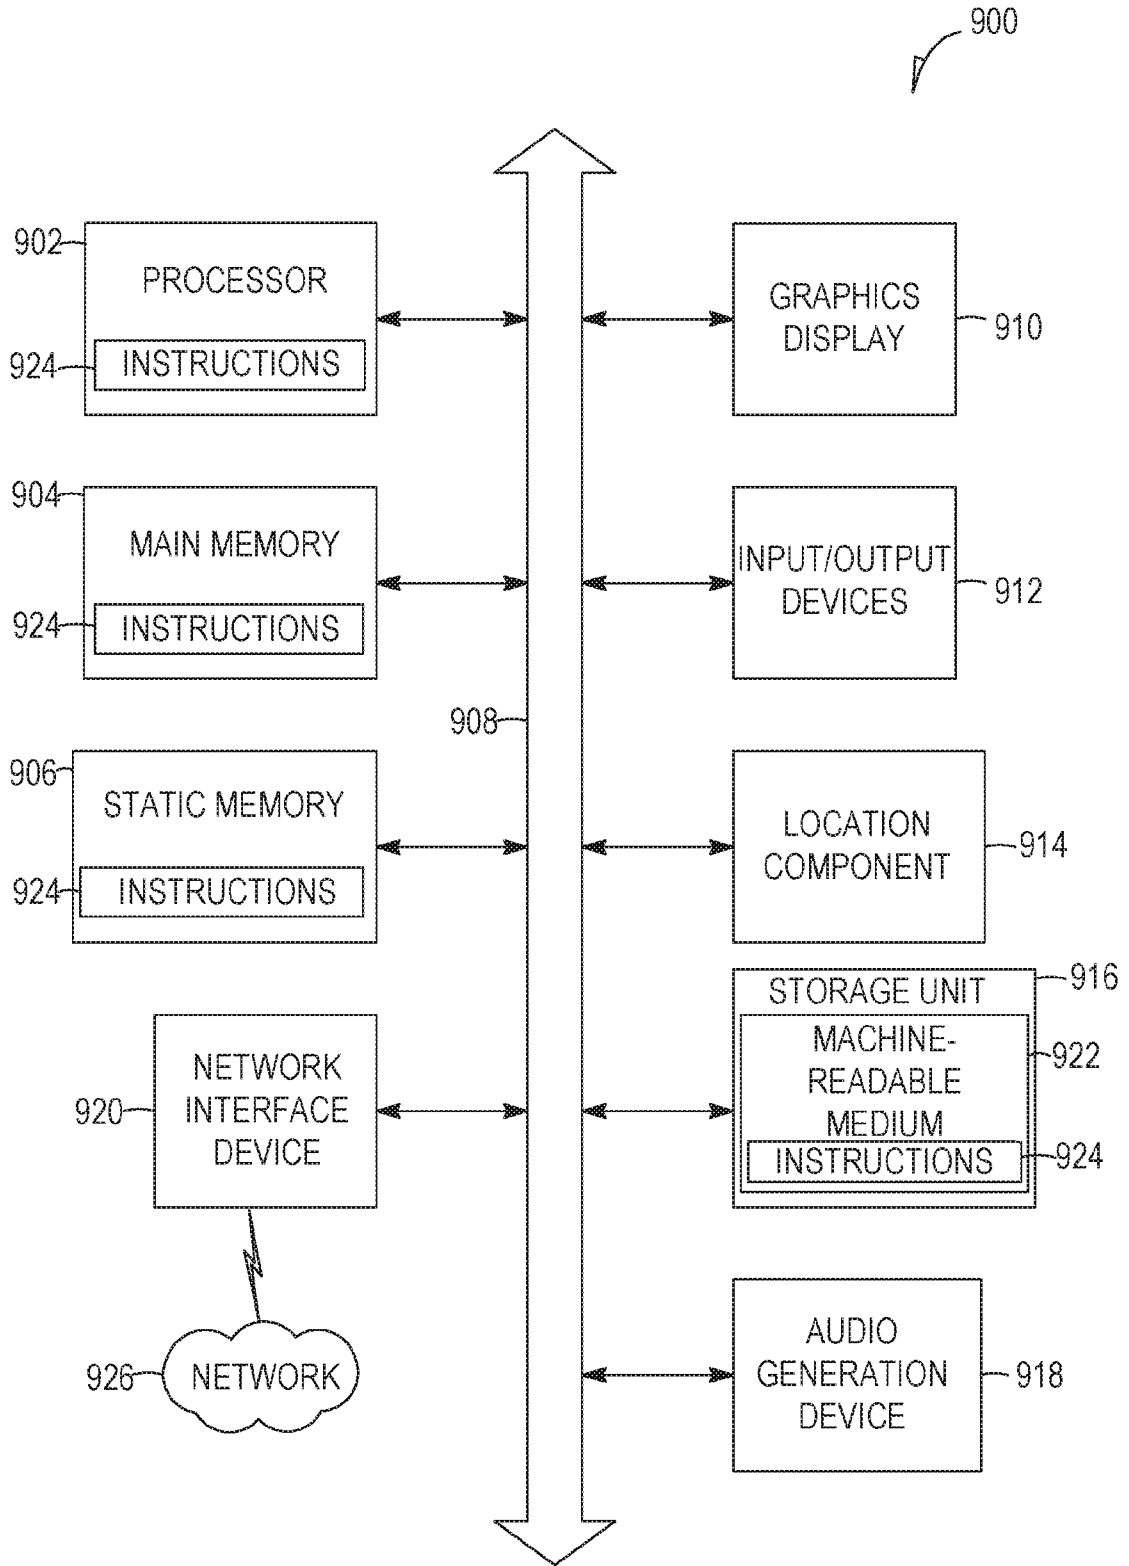 900
902
PROCESSOR
924
INSTRUCTIONS
GRAPHICS
DISPLAY
910
904
MAIN MEMORY
924
INSTRUCTIONS
INPUT/OUTPUT
DEVICES
912
908
906
STATIC MEMORY
924
INSTRUCTIONS
LOCATION
COMPONENT
914
STORAGE UNIT
916
MACHINE-
READABLE
MEDIUM
922
INSTRUCTIONS
924
NETWORK
INTERFACE
DEVICE
920
926
NETWORK
AUDIO
GENERATION
DEVICE
918